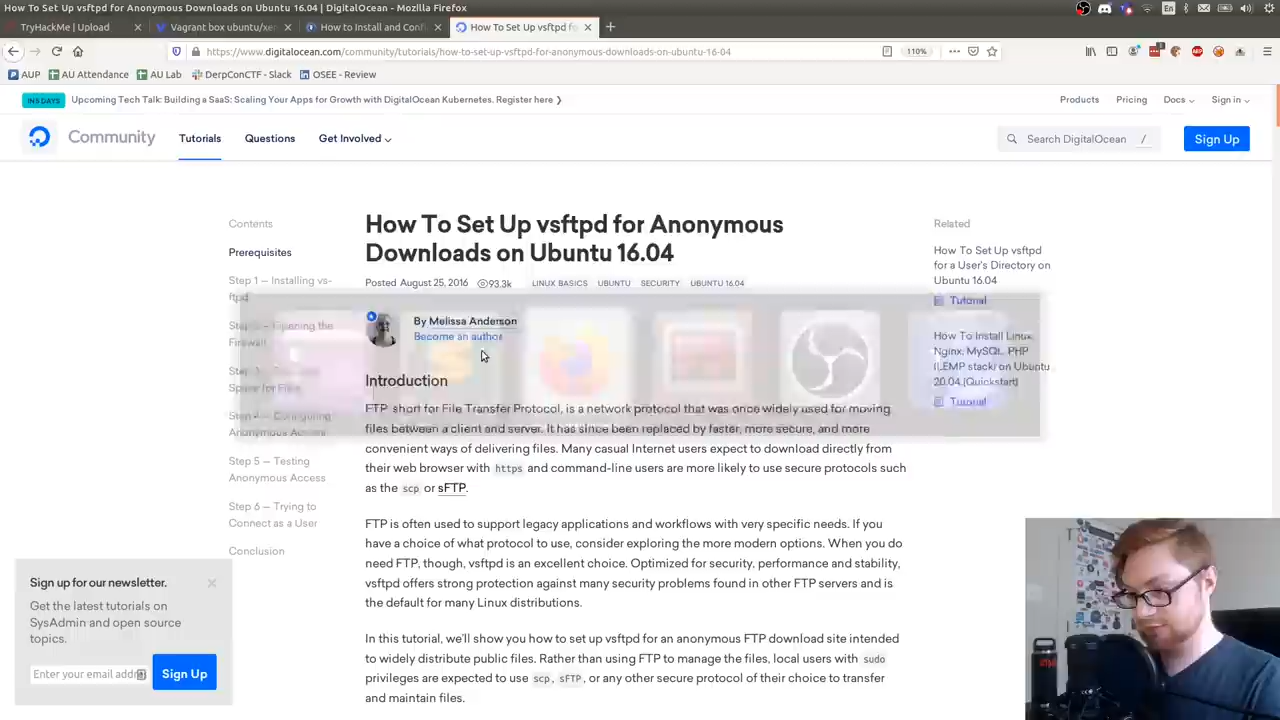 How To Set Up vsftpd for Anonymous Downloads on Ubuntu 16.04 | DigitalOcean - Mozilla Firefox
TryHackMe | Upload
Vagrant box ubuntu/xen
How to Install and Confi
How To Set Up vsftpd fo
https://www.digitalocean.com/community/tutorials/how-to-set-up-vsftpd-for-anonymous-downloads-on-ubuntu-16-04
110%
AUP
AU Attendance
AU Lab
DerpConCTF - Slack
OSEE - Review
IN 5 DAYS
Upcoming Tech Talk: Building a SaaS: Scaling Your Apps for Growth with DigitalOcean Kubernetes. Register here ❯
Products
Pricing
Docs
Sign in
Community
Tutorials
Questions
Get Involved
Search DigitalOcean
/
Sign Up
Contents
Prerequisites
Step 1 — Installing vs-
ftpd
the
Firewall
Space for Files
Configuring
Anonymous Access
Step 5 — Testing
Anonymous Access
Step 6 — Trying to
Connect as a User
Conclusion
How To Set Up vsftpd for Anonymous
Downloads on Ubuntu 16.04
Posted August 25, 2016
93.3k
LINUX BASICS
UBUNTU
SECURITY
UBUNTU 16.04
By Melissa Anderson
Become an author
Introduction
FTP, short for File Transfer Protocol, is a network protocol that was once widely used for moving
files between a client and server. It has since been replaced by faster, more secure, and more
convenient ways of delivering files. Many casual Internet users expect to download directly from
their web browser with https and command-line users are more likely to use secure protocols such
as the scp or sFTP.
FTP is often used to support legacy applications and workflows with very specific needs. If you
have a choice of what protocol to use, consider exploring the more modern options. When you do
need FTP, though, vsftpd is an excellent choice. Optimized for security, performance and stability,
vsftpd offers strong protection against many security problems found in other FTP servers and is
the default for many Linux distributions.
In this tutorial, we'll show you how to set up vsftpd for an anonymous FTP download site intended
to widely distribute public files. Rather than using FTP to manage the files, local users with sudo
privileges are expected to use scp, sFTP, or any other secure protocol of their choice to transfer
and maintain files.
Related
How To Set Up vsftpd
for a User's Directory on
Ubuntu 16.04
Tutorial
How To Install Linux,
Nginx, MySQL, PHP
(LEMP stack) on Ubuntu
20.04 [Quickstart]
Tutorial
Sign up for our newsletter.
Get the latest tutorials on
SysAdmin and open source
topics.
Enter your email addre
Sign Up